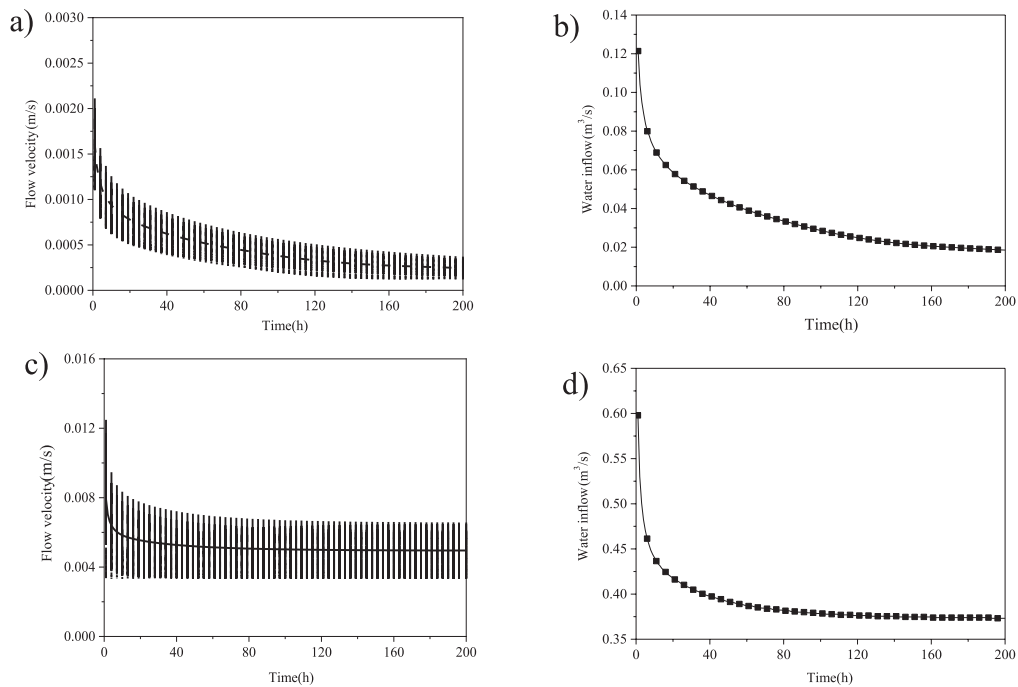 a)
0.0030
0.0025
0.0020
0.0015
0.0010
0.0005
0.0000
Flow velocity(m/s)
0 40 80 120 160 200
Time(h)
b)
0.14
0.12
0.10
0.08
0.06
0.04
0.02
0.00
Water inflow(m³/s)
0 40 80 120 160 200
Time(h)
c)
0.016
0.012
0.008
0.004
0.000
Flow velocity(m/s)
0 40 80 120 160 200
Time(h)
d)
0.65
0.60
0.55
0.50
0.45
0.40
0.35
Water inflow(m³/s)
0 40 80 120 160 200
Time(h)